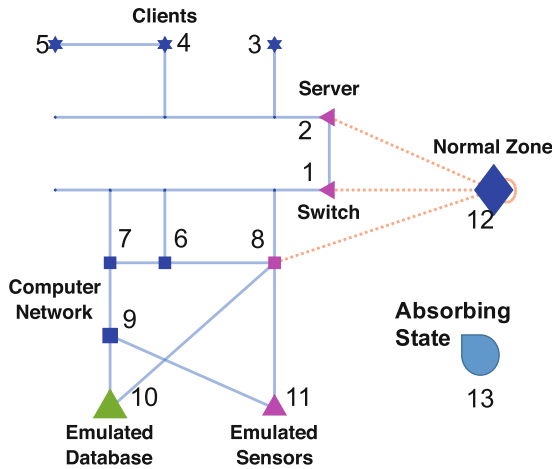 Clients
5
4
3
Server
2
Normal Zone
1
Switch
12
7
6
8
Computer
Network
9
Absorbing
State
10
11
13
Emulated
Database
Emulated
Sensors